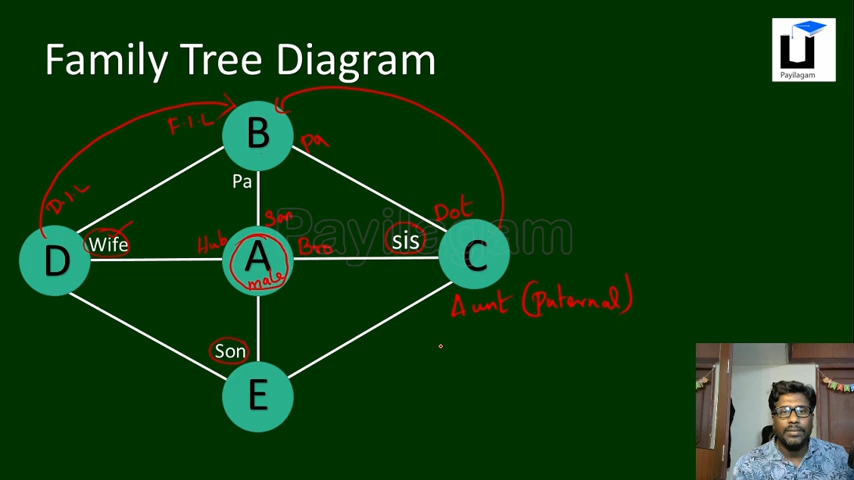 Family Tree Diagram
Payilagam
F.I.L
B
Pa
Pa
D.I.L
Son
Dot
Wife
Hub
Bro
sis
D
A
male
C
Payilagam
Aunt (Paternal)
Son
E